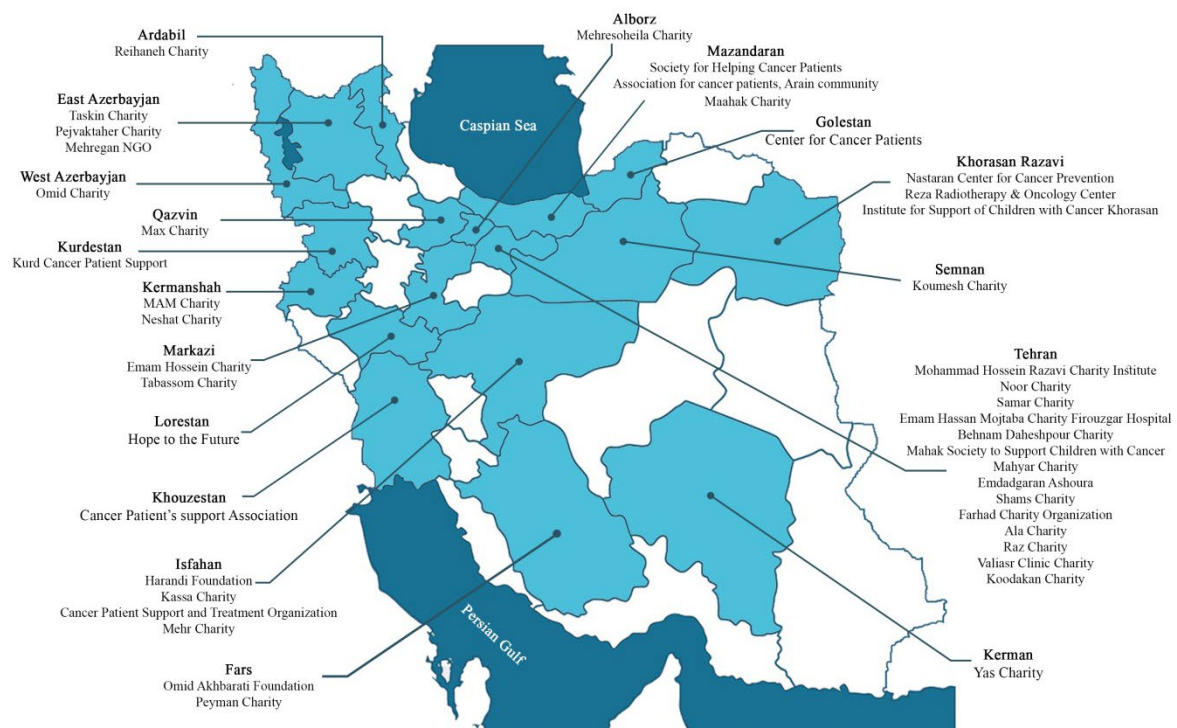 Ardabil
Reihaneh Charity
Alborz
Mehresoheila Charity
Mazandaran
Society for Helping Cancer Patients
Association for cancer patients, Arain community
Maahak Charity
East Azerbayjan
Taskin Charity
Pejvaktaher Charity
Mehregan NGO
Caspian Sea
Golestan
Center for Cancer Patients
Khorasan Razavi
Nastaran Center for Cancer Prevention
Reza Radiotherapy & Oncology Center
Institute for Support of Children with Cancer Khorasan
West Azerbayjan
Omid Charity
Qazvin
Max Charity
Kurdestan
Kurd Cancer Patient Support
Semnan
Koumesh Charity
Kermanshah
MAM Charity
Neshat Charity
Markazi
Emam Hossein Charity
Tabassom Charity
Tehran
Mohammad Hossein Razavi Charity Institute
Noor Charity
Samar Charity
Emam Hassan Mojtaba Charity Firouzgar Hospital
Behnam Daheshpour Charity
Mahak Society to Support Children with Cancer
Mahyar Charity
Emdadgaran Ashoura
Shams Charity
Farhad Charity Organization
Ala Charity
Raz Charity
Valiasr Clinic Charity
Koodakan Charity
Lorestan
Hope to the Future
Khouzestan
Cancer Patient's support Association
Isfahan
Harandi Foundation
Kassa Charity
Cancer Patient Support and Treatment Organization
Mehr Charity
Persian Gulf
Fars
Omid Akhbarati Foundation
Peyman Charity
Kerman
Yas Charity